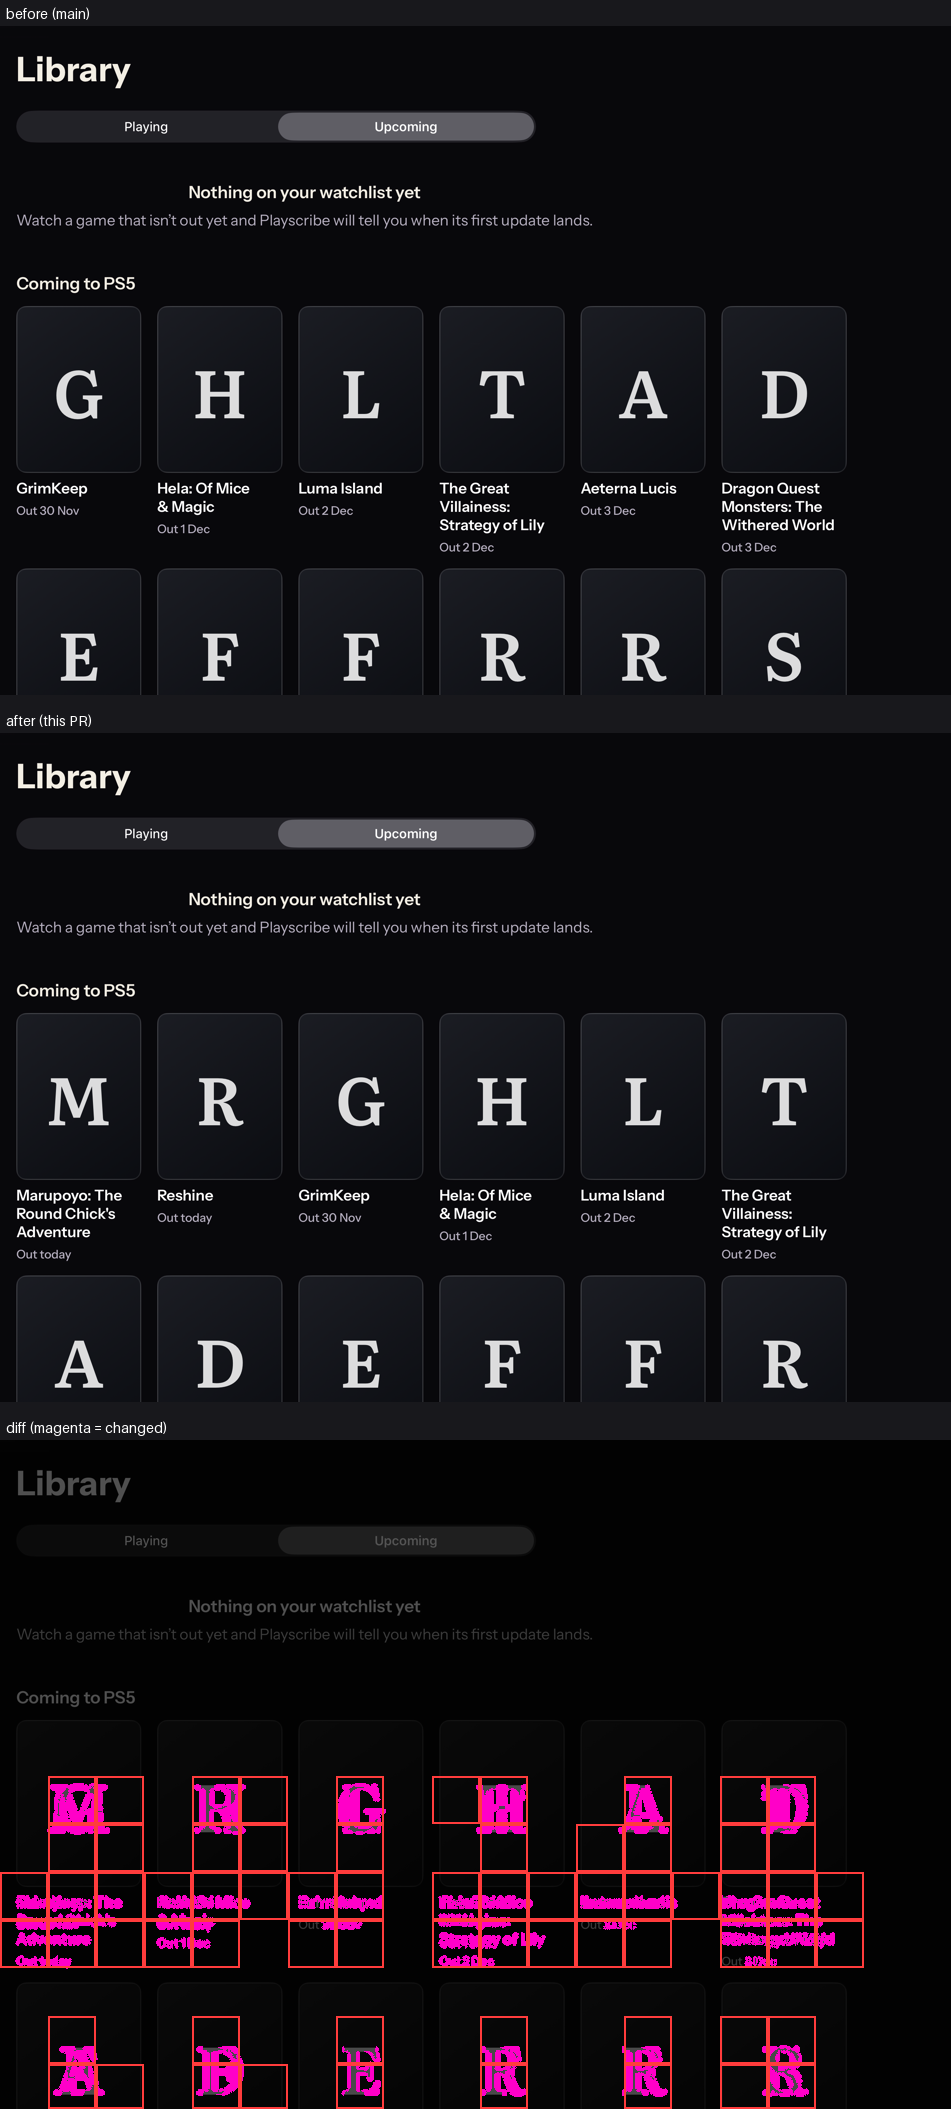 before (main)
Library
Playing Upcoming
Nothing on your watchlist yet
Watch a game that isn't out yet and Playscribe will tell you when its first update lands.
Coming to PS5
G H L T A D
GrimKeep
Out 30 Nov
Hela: Of Mice
& Magic
Out 1 Dec
Luma Island
Out 2 Dec
The Great
Villainess:
Strategy of Lily
Out 2 Dec
Aeterna Lucis
Out 3 Dec
Dragon Quest
Monsters: The
Withered World
Out 3 Dec
E F F R R S
after (this PR)
Library
Playing Upcoming
Nothing on your watchlist yet
Watch a game that isn't out yet and Playscribe will tell you when its first update lands.
Coming to PS5
M R G H L T
Marupoyo: The
Round Chick's
Adventure
Out today
Reshine
Out today
GrimKeep
Out 30 Nov
Hela: Of Mice
& Magic
Out 1 Dec
Luma Island
Out 2 Dec
The Great
Villainess:
Strategy of Lily
Out 2 Dec
A D E F F R
diff (magenta = changed)
Library
Playing Upcoming
Nothing on your watchlist yet
Watch a game that isn't out yet and Playscribe will tell you when its first update lands.
Coming to PS5